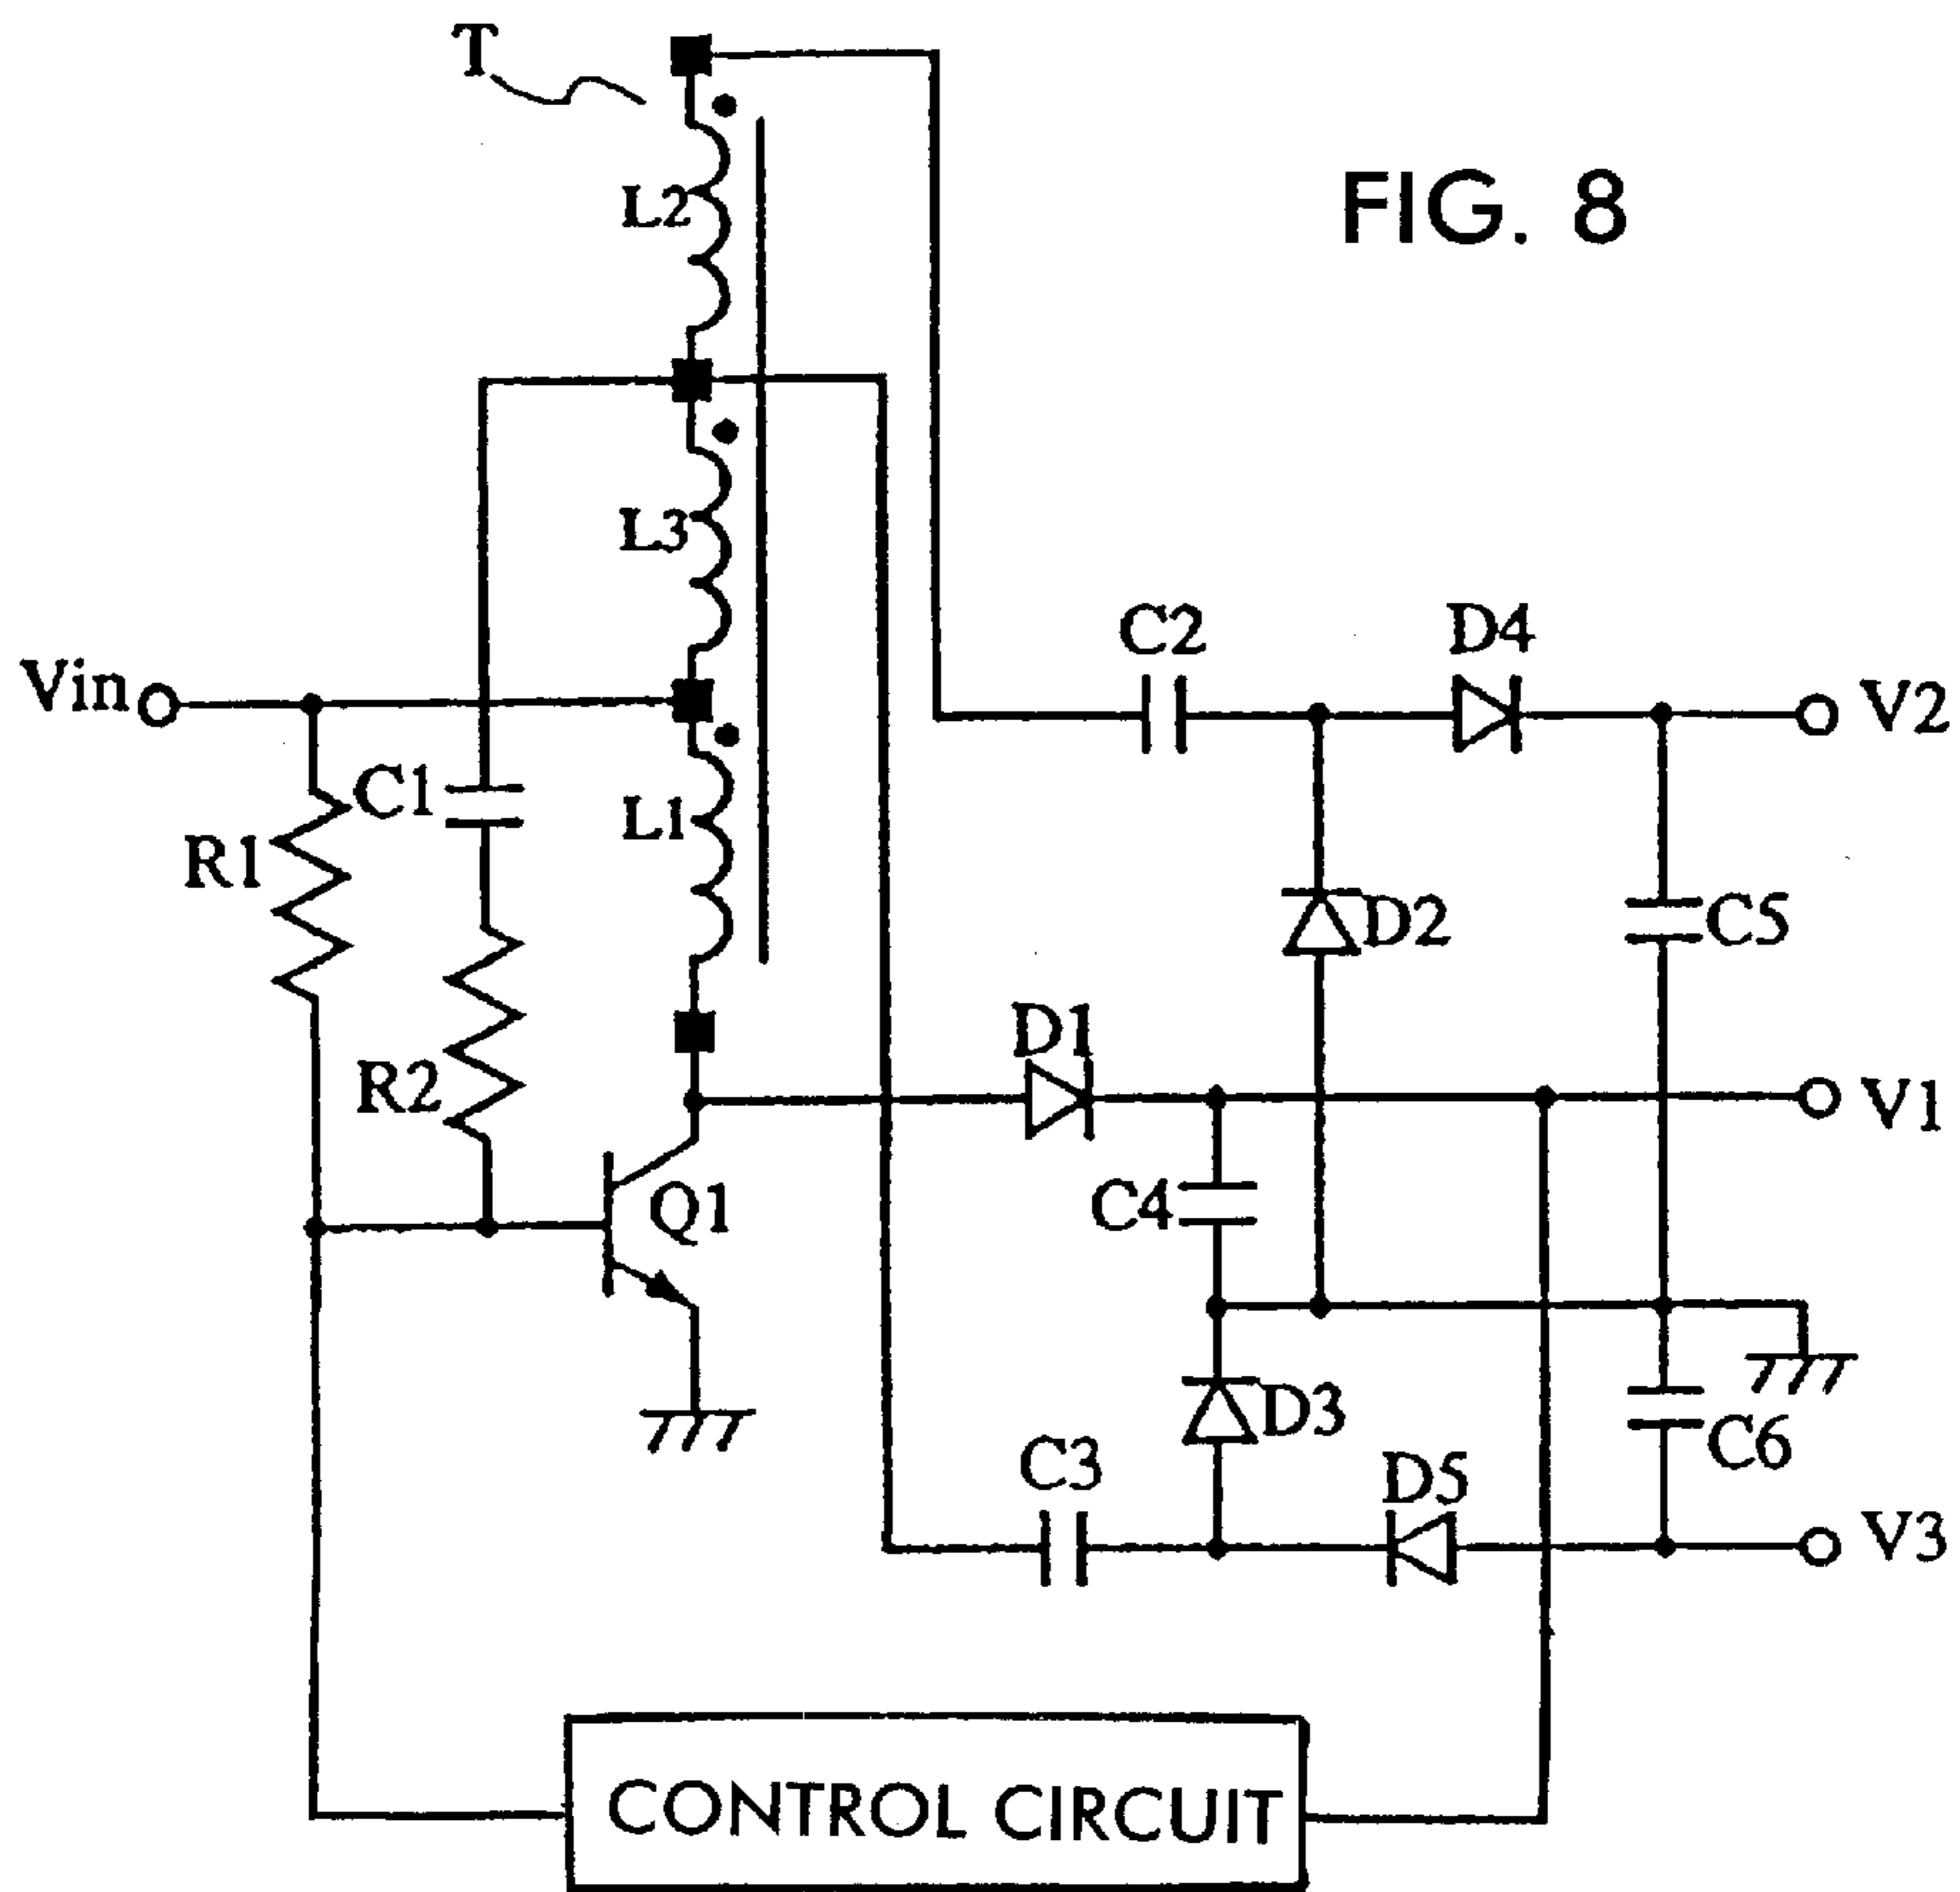 T
FIG. 8
L2
L3
C2
D4
Vin
V2
C1
L1
R1
D2
C5
D1
R2
V1
Q1
C4
D3
C6
C3
D5
V3
CONTROL CIRCUIT